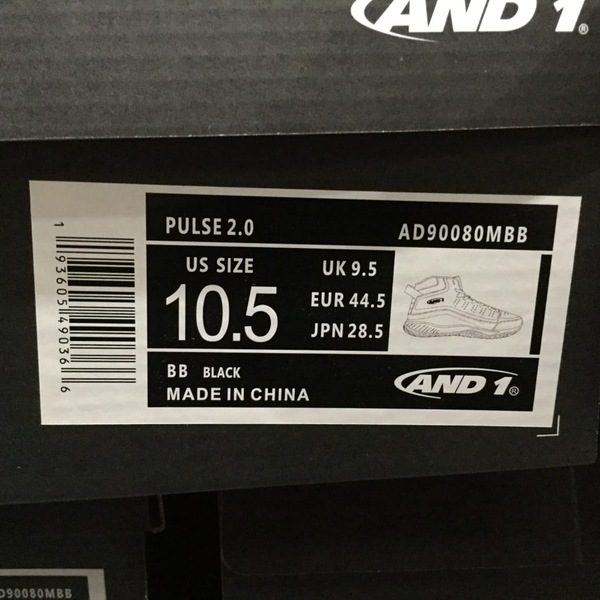 AND 1®
PULSE 2.0 AD90080MBB
US SIZE
10.5
UK 9.5
EUR 44.5
JPN 28.5
BB BLACK
MADE IN CHINA
AND 1®
1 93605 49036 6
D90080MBB